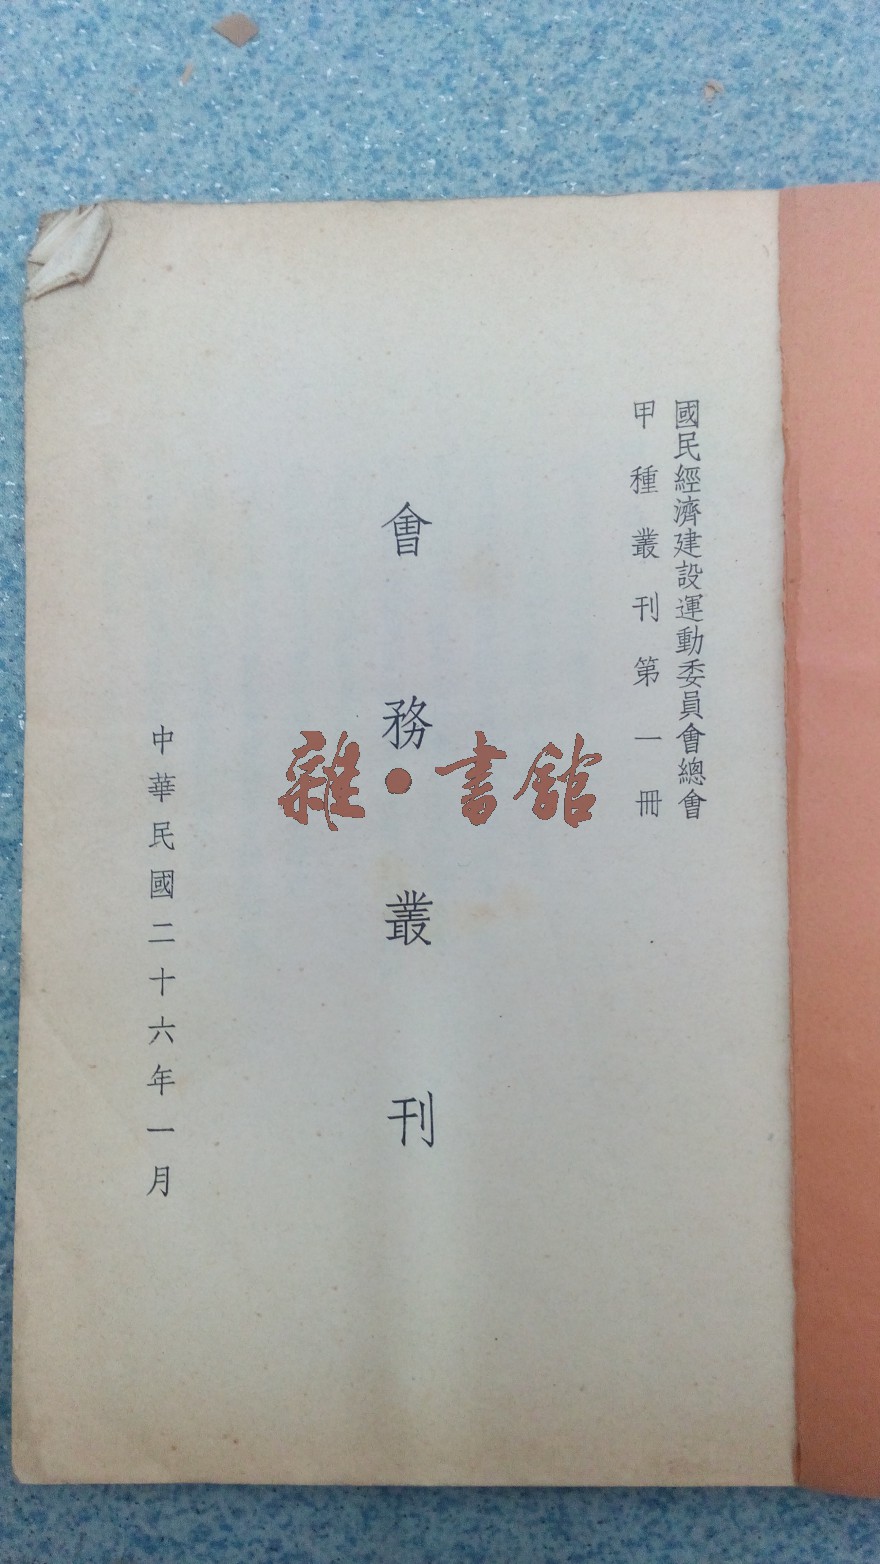 國民經濟建設運動委員會總會
甲種叢刊第一冊
會務叢刊
中華民國二十六年一月
雜·書館